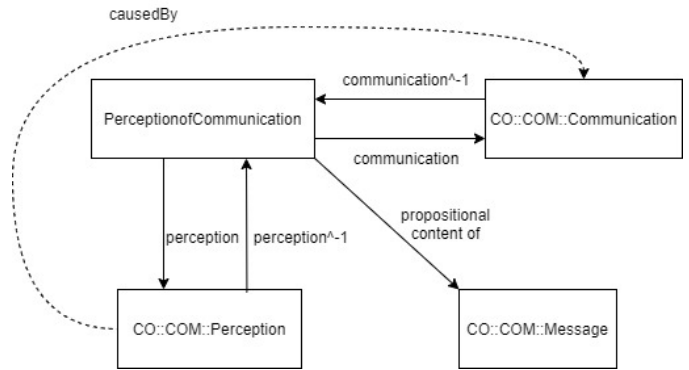 causedBy
communication^-1
PerceptionofCommunication
CO::COM::Communication
communication
propositional
content of
perception
perception^-1
CO::COM::Perception
CO::COM::Message